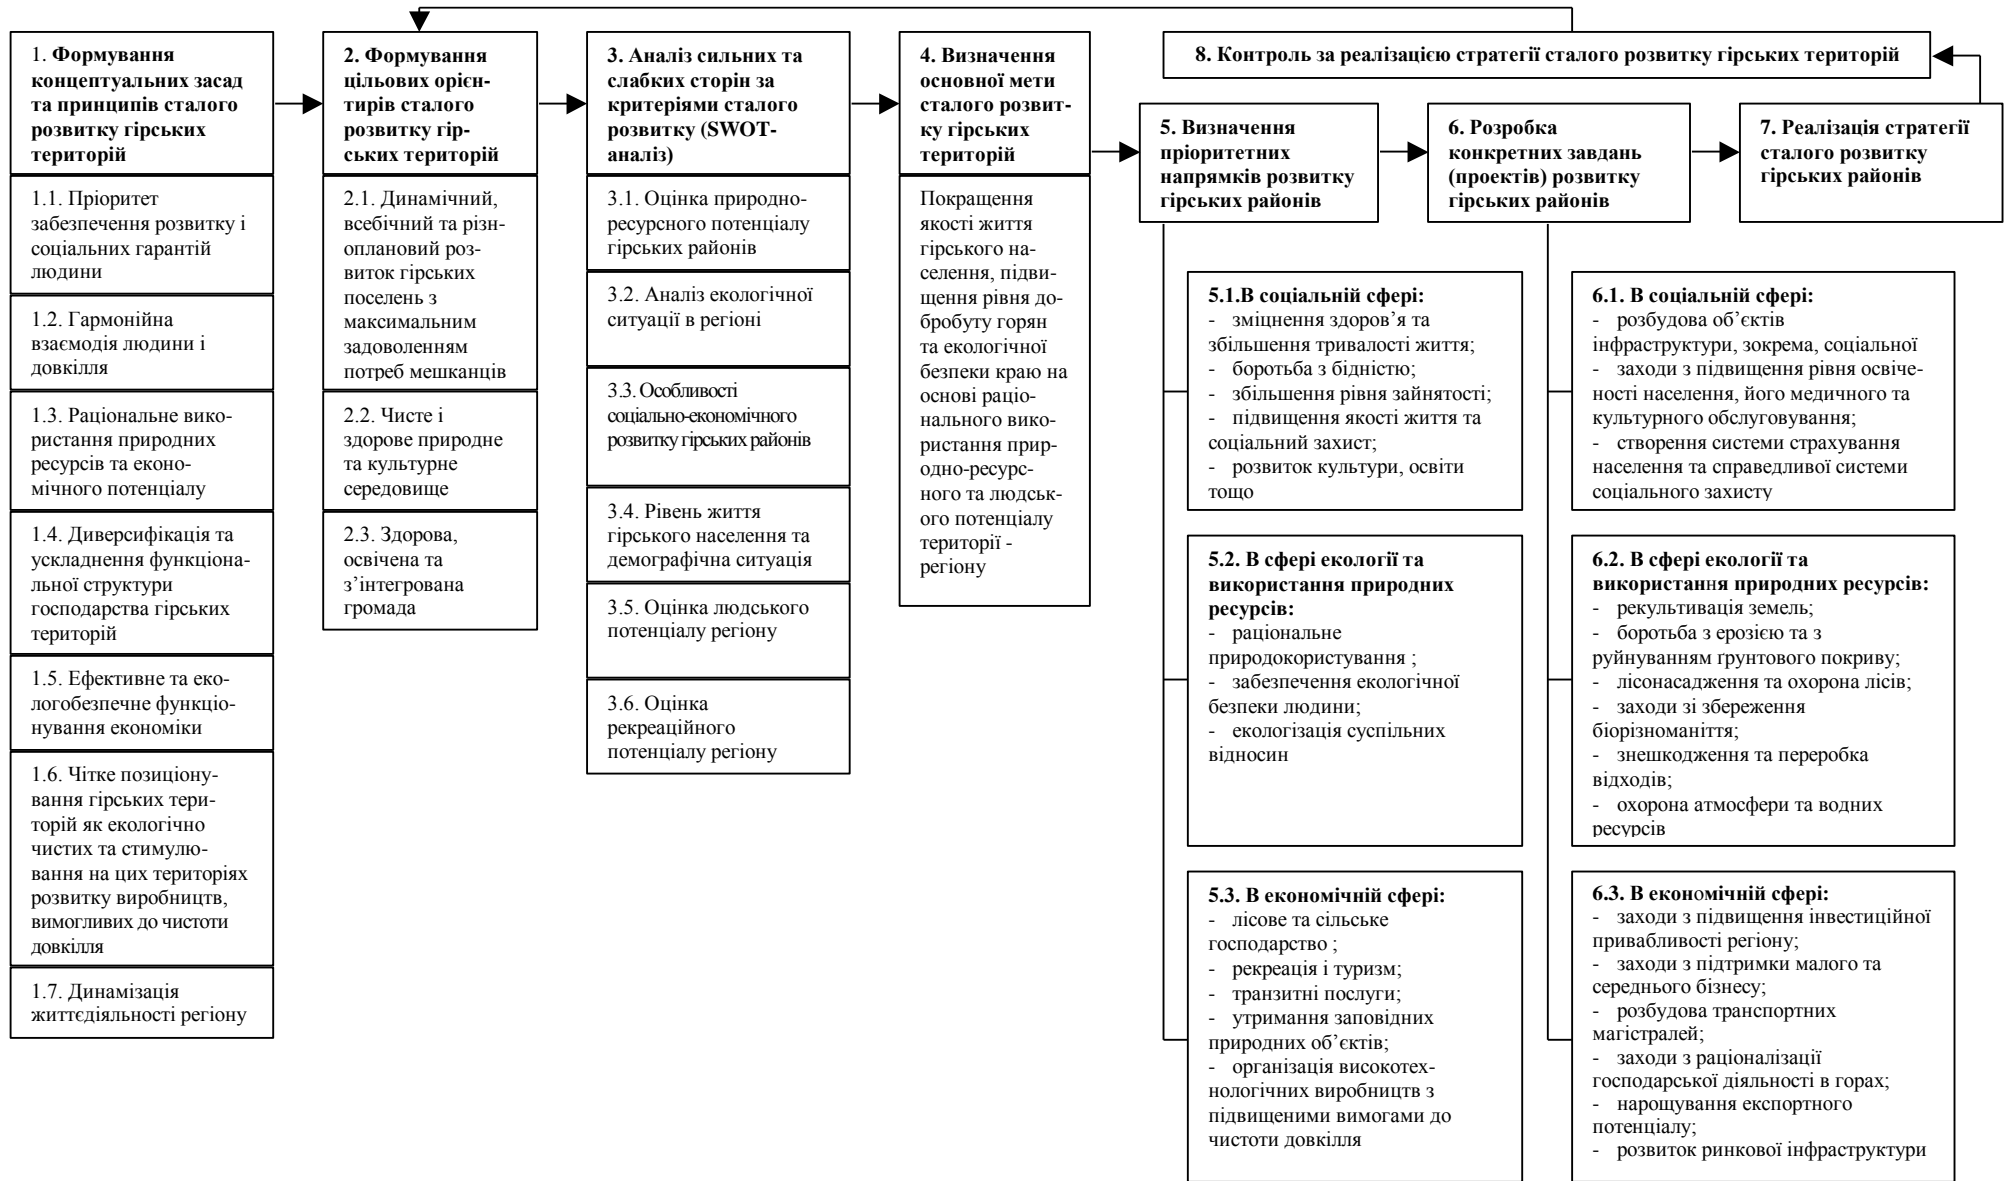 1. Формування
концептуальних засад
та принципів сталого
розвитку гірських
територій
1.1. Пріоритет
забезпечення розвитку і
соціальних гарантій
людини
1.2. Гармонійна
взаємодія людини і
довкілля
1.3. Раціональне вико-
ристання природних
ресурсів та еконо-
мічного потенціалу
1.4. Диверсифікація та
ускладнення функціона-
льної структури
господарства гірських
територій
1.5. Ефективне та еко-
логобезпечне функціо-
нування економіки
1.6. Чітке позиціону-
вання гірських тери-
торій як екологічно
чистих та стимулю-
вання на цих територіях
розвитку виробництв,
вимогливих до чистоти
довкілля
1.7. Динамізація
життєдіяльності регіону
2. Формування
цільових орієн-
тирів сталого
розвитку гір-
ських територій
2.1. Динамічний,
всебічний та різн-
оплановий роз-
виток гірських
поселень з
максимальним
задоволенням
потреб мешканців
2.2. Чисте і
здорове природне
та культурне
середовище
2.3. Здорова,
освічена та
з’інтегрована
громада
3. Аналіз сильних та
слабких сторін за
критеріями сталого
розвитку (SWOT-
аналіз)
3.1. Оцінка природно-
ресурсного потенціалу
гірських районів
3.2. Аналіз екологічної
ситуації в регіоні
3.3. Особливості
соціально-економічного
розвитку гірських районів
3.4. Рівень життя
гірського населення та
демографічна ситуація
3.5. Оцінка людського
потенціалу регіону
3.6. Оцінка
рекреаційного
потенціалу регіону
4. Визначення
основної мети
сталого розвит-
ку гірських
територій
Покращення
якості життя
гірського на-
селення, підви-
щення рівня до-
бробуту горян
та екологічної
безпеки краю на
основі раціо-
нального вико-
ристання прир-
одно-ресурс-
ного та людськ-
ого потенціалу
території -
регіону
8. Контроль за реалізацією стратегії сталого розвитку гірських територій
5. Визначення
пріоритетних
напрямків розвитку
гірських районів
5.1.В соціальній сфері:
- зміцнення здоров’я та
збільшення тривалості життя;
- боротьба з бідністю;
- збільшення рівня зайнятості;
- підвищення якості життя та
соціальний захист;
- розвиток культури, освіти
тощо
5.2. В сфері екології та
використання природних
ресурсів:
- раціональне
природокористування ;
- забезпечення екологічної
безпеки людини;
- екологізація суспільних
відносин
5.3. В економічній сфері:
- лісове та сільське
господарство ;
- рекреація і туризм;
- транзитні послуги;
- утримання заповідних
природних об’єктів;
- організація високотех-
нологічних виробництв з
підвищеними вимогами до
чистоти довкілля
6. Розробка
конкретних завдань
(проектів) розвитку
гірських районів
6.1. В соціальній сфері:
- розбудова об’єктів
інфраструктури, зокрема, соціальної
- заходи з підвищення рівня освіче-
ності населення, його медичного та
культурного обслуговування;
- створення системи страхування
населення та справедливої системи
соціального захисту
6.2. В сфері екології та
використання природних ресурсів:
- рекультивація земель;
- боротьба з ерозією та з
руйнуванням ґрунтового покриву;
- лісонасадження та охорона лісів;
- заходи зі збереження
біорізноманіття;
- знешкодження та переробка
відходів;
- охорона атмосфери та водних
ресурсів
6.3. В економічній сфері:
- заходи з підвищення інвестиційної
привабливості регіону;
- заходи з підтримки малого та
середнього бізнесу;
- розбудова транспортних
магістралей;
- заходи з раціоналізації
господарської діяльності в горах;
- нарощування експортного
потенціалу;
- розвиток ринкової інфраструктури
7. Реалізація стратегії
сталого розвитку
гірських районів